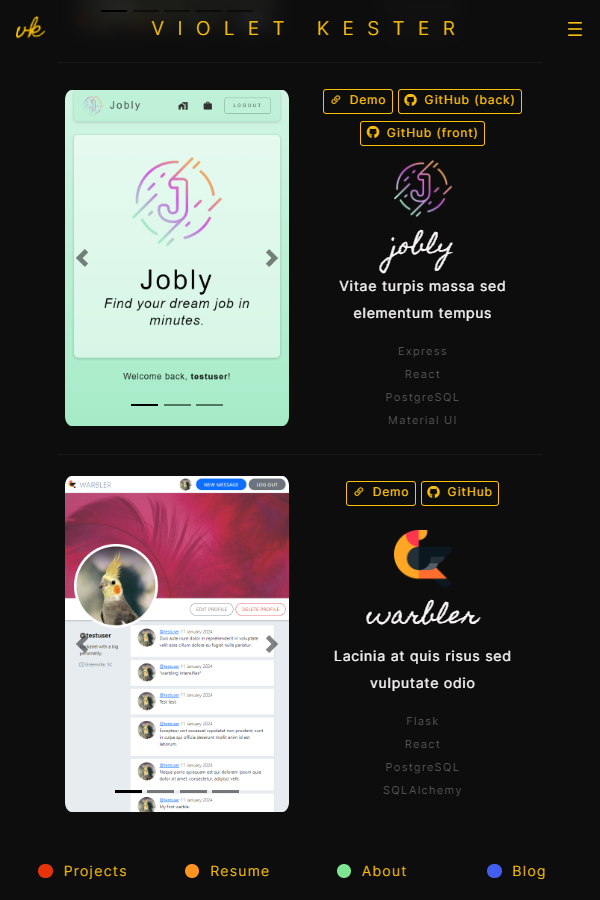 vk
VIOLET KESTER
Jobly
LOGOUT
Jobly
Find your dream job in
minutes.
Welcome back, testuser!
Demo
GitHub (back)
GitHub (front)
jobly
Vitae turpis massa sed
elementum tempus
Express
React
PostgreSQL
Material UI
WARBLER
NEW MESSAGE
LOG OUT
EDIT PROFILE
DELETE PROFILE
@testuser
personality.
@testuser 11 January 2024
Duis aute irure dolor in reprehenderit in voluptate
velit esse cillum dolore eu fugiat nulla pariatur.
@testuser 11 January 2024
*warbling intensifies*
@testuser 11 January 2024
Test test
@testuser 11 January 2024
Excepteur sint occaecat cupidatat non proident, sunt
in culpa qui officia deserunt mollit anim id est
laborum.
@testuser 11 January 2024
Neque porro quisquam est qui dolorem ipsum quia
dolor sit amet, consectetur, adipisci velit.
@testuser 11 January 2024
My first warble.
Demo
GitHub
warbler
Lacinia at quis risus sed
vulputate odio
Flask
React
PostgreSQL
SQLAlchemy
Projects
Resume
About
Blog